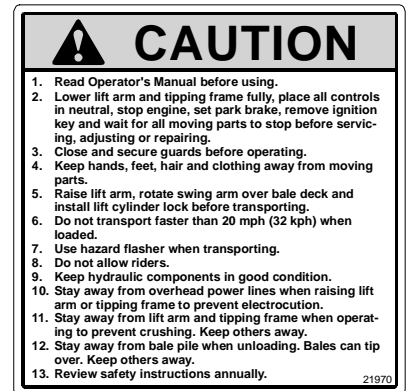 CAUTION
1. Read Operator's Manual before using.
2. Lower lift arm and tipping frame fully, place all controls
in neutral, stop engine, set park brake, remove ignition
key and wait for all moving parts to stop before servic-
ing, adjusting or repairing.
3. Close and secure guards before operating.
4. Keep hands, feet, hair and clothing away from moving
parts.
5. Raise lift arm, rotate swing arm over bale deck and
install lift cylinder lock before transporting.
6. Do not transport faster than 20 mph (32 kph) when
loaded.
7. Use hazard flasher when transporting.
8. Do not allow riders.
9. Keep hydraulic components in good condition.
10. Stay away from overhead power lines when raising lift
arm or tipping frame to prevent electrocution.
11. Stay away from lift arm and tipping frame when operat-
ing to prevent crushing. Keep others away.
12. Stay away from bale pile when unloading. Bales can tip
over. Keep others away.
13. Review safety instructions annually.
21970